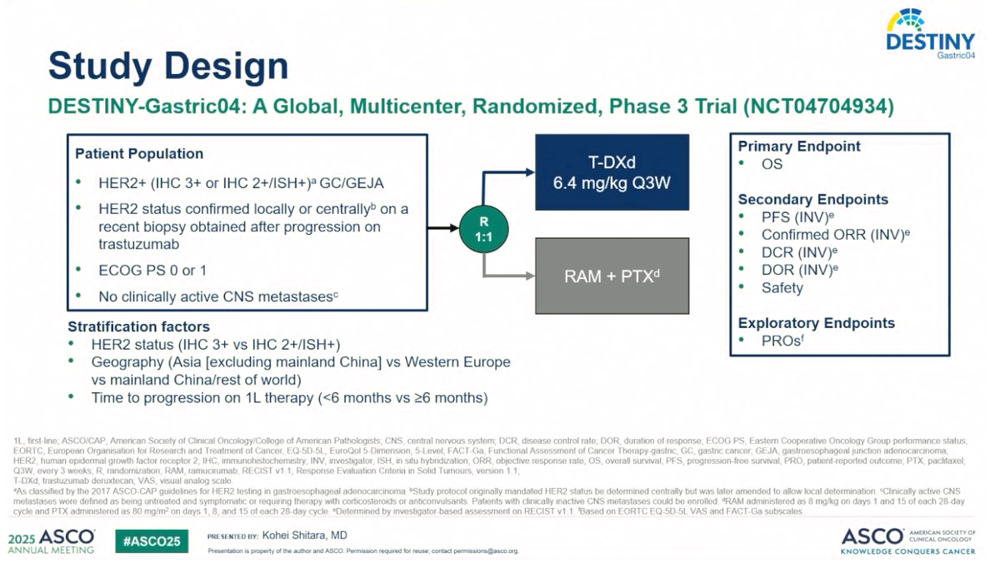 DESTINY
Gastric04
Study Design
DESTINY-Gastric04: A Global, Multicenter, Randomized, Phase 3 Trial (NCT04704934)
Patient Population
• HER2+ (IHC 3+ or IHC 2+/ISH+)ᵃ GC/GEJA
• HER2 status confirmed locally or centrallyᵇ on a
recent biopsy obtained after progression on
trastuzumab
• ECOG PS 0 or 1
• No clinically active CNS metastasesᶜ
Stratification factors
• HER2 status (IHC 3+ vs IHC 2+/ISH+)
• Geography (Asia [excluding mainland China] vs Western Europe
vs mainland China/rest of world)
• Time to progression on 1L therapy (<6 months vs ≥6 months)
R
1:1
T-DXd
6.4 mg/kg Q3W
RAM + PTXᵈ
Primary Endpoint
• OS
Secondary Endpoints
• PFS (INV)ᵉ
• Confirmed ORR (INV)ᵉ
• DCR (INV)ᵉ
• DOR (INV)ᵉ
• Safety
Exploratory Endpoints
• PROsᶠ
1L, first-line; ASCO/CAP, American Society of Clinical Oncology/College of American Pathologists; CNS, central nervous system; DCR, disease control rate; DOR, duration of response; ECOG PS, Eastern Cooperative Oncology Group performance status;
EORTC, European Organisation for Research and Treatment of Cancer; EQ-5D-5L, EuroQol 5-Dimension, 5-Level; FACT-Ga, Functional Assessment of Cancer Therapy-gastric; GC, gastric cancer; GEJA, gastroesophageal junction adenocarcinoma;
HER2, human epidermal growth factor receptor 2; IHC, immunohistochemistry; INV, investigator; ISH, in situ hybridization; ORR, objective response rate; OS, overall survival; PFS, progression-free survival; PRO, patient-reported outcome; PTX, paclitaxel;
Q3W, every 3 weeks; R, randomization; RAM, ramucirumab; RECIST v1.1, Response Evaluation Criteria in Solid Tumours, version 1.1;
T-DXd, trastuzumab deruxtecan; VAS, visual analog scale
ᵃAs classified by the 2017 ASCO-CAP guidelines for HER2 testing in gastroesophageal adenocarcinoma. ᵇStudy protocol originally mandated HER2 status be determined centrally but was later amended to allow local determination. ᶜClinically active CNS
metastases were defined as being untreated and symptomatic or requiring therapy with corticosteroids or anticonvulsants. Patients with clinically inactive CNS metastases could be enrolled. ᵈRAM administered as 8 mg/kg on days 1 and 15 of each 28-day
cycle and PTX administered as 80 mg/m² on days 1, 8, and 15 of each 28-day cycle. ᵉDetermined by investigator-based assessment on RECIST v1.1. ᶠBased on EORTC EQ-5D-5L VAS and FACT-Ga subscales.
2025 ASCO
ANNUAL MEETING
#ASCO25
PRESENTED BY: Kohei Shitara, MD
Presentation is property of the author and ASCO. Permission required for reuse; contact permissions@asco.org.
ASCO AMERICAN SOCIETY OF
CLINICAL ONCOLOGY
KNOWLEDGE CONQUERS CANCER